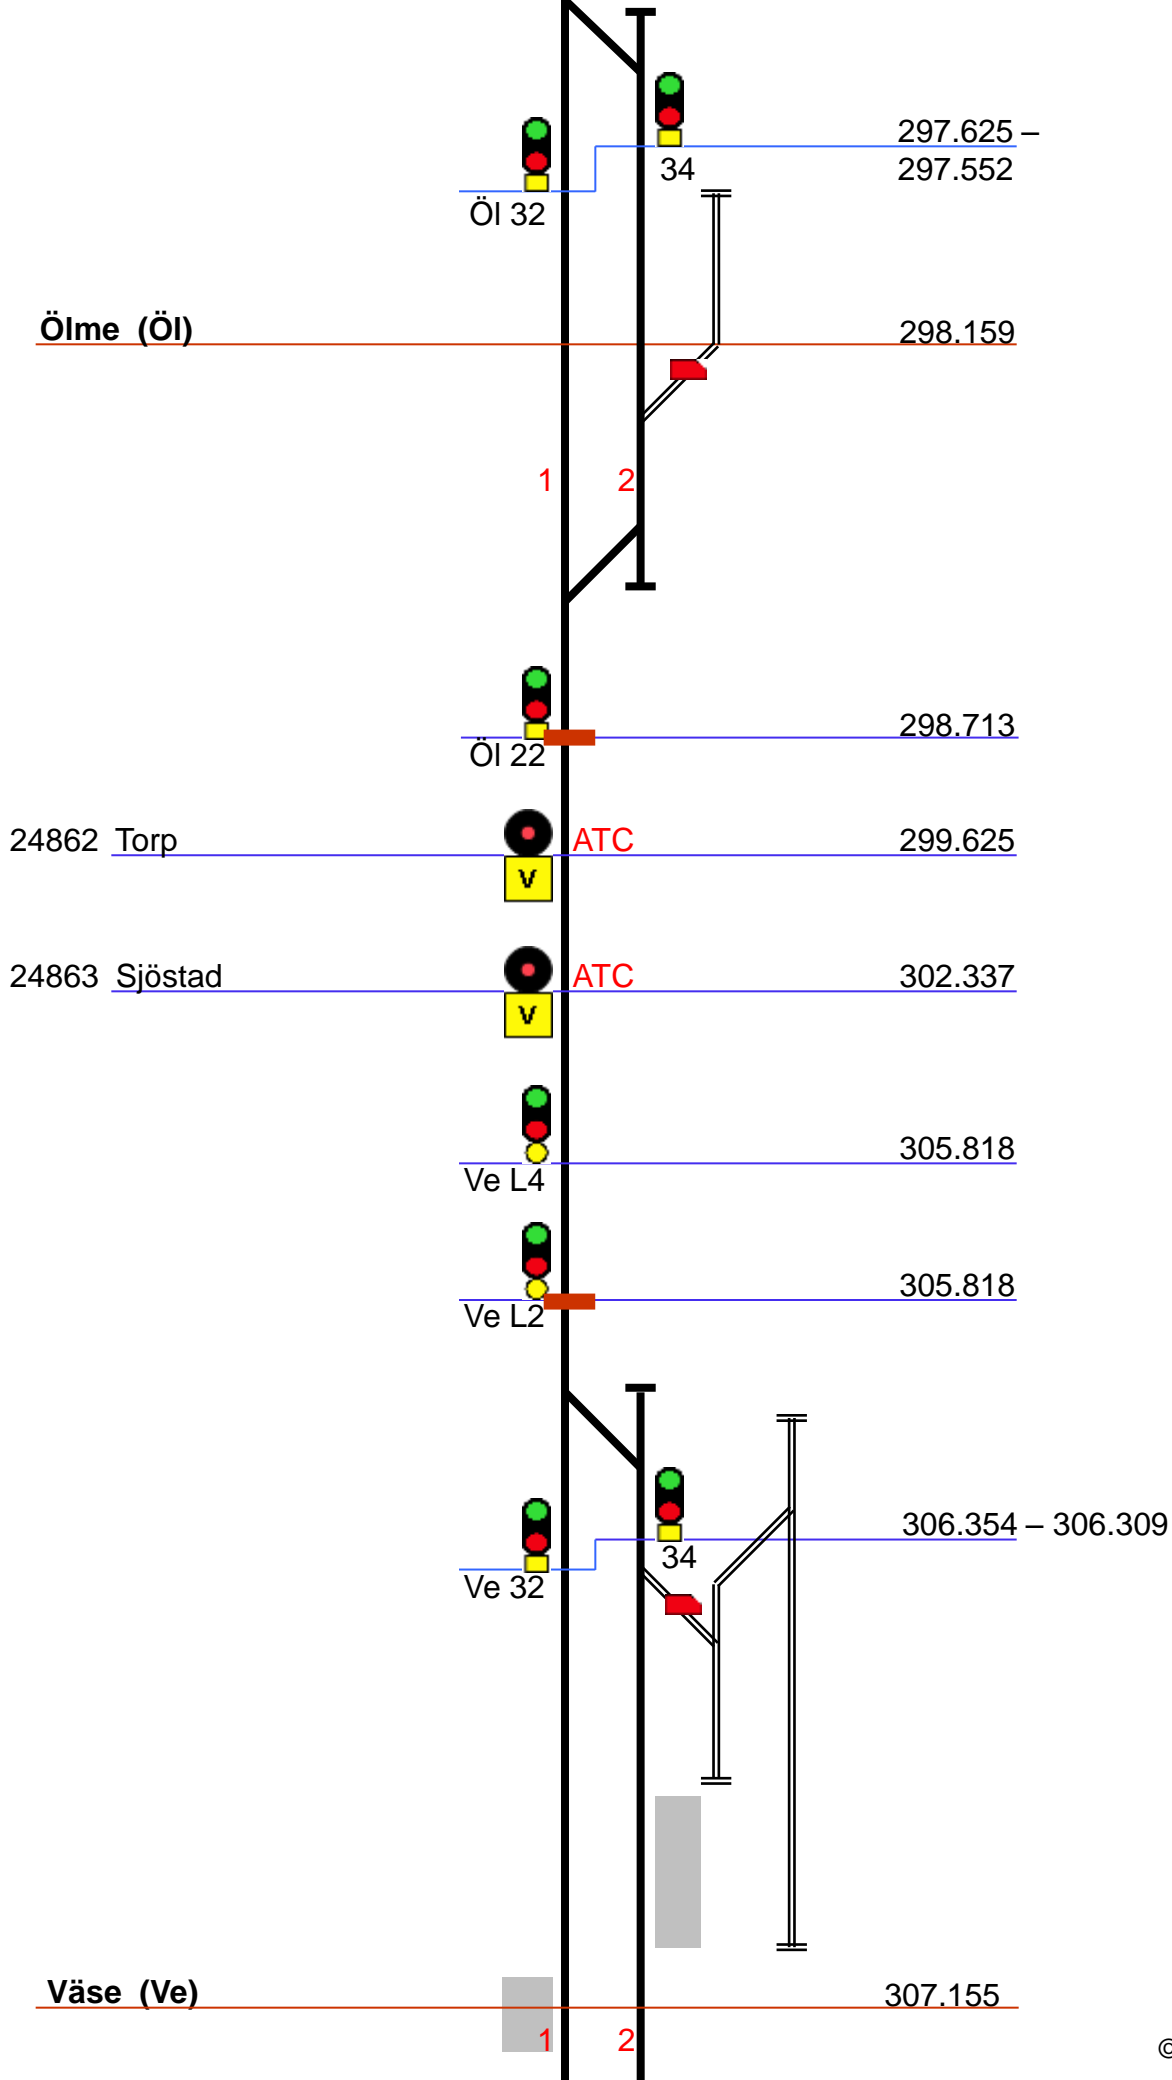 297.625 –
297.552
34
Öl 32
Ölme (Öl)
298.159
1 2
298.713
Öl 22
24862 Torp ATC 299.625
V
24863 Sjöstad ATC 302.337
V
305.818
Ve L4
305.818
Ve L2
306.354 – 306.309
34
Ve 32
Väse (Ve)
307.155
1 2
©